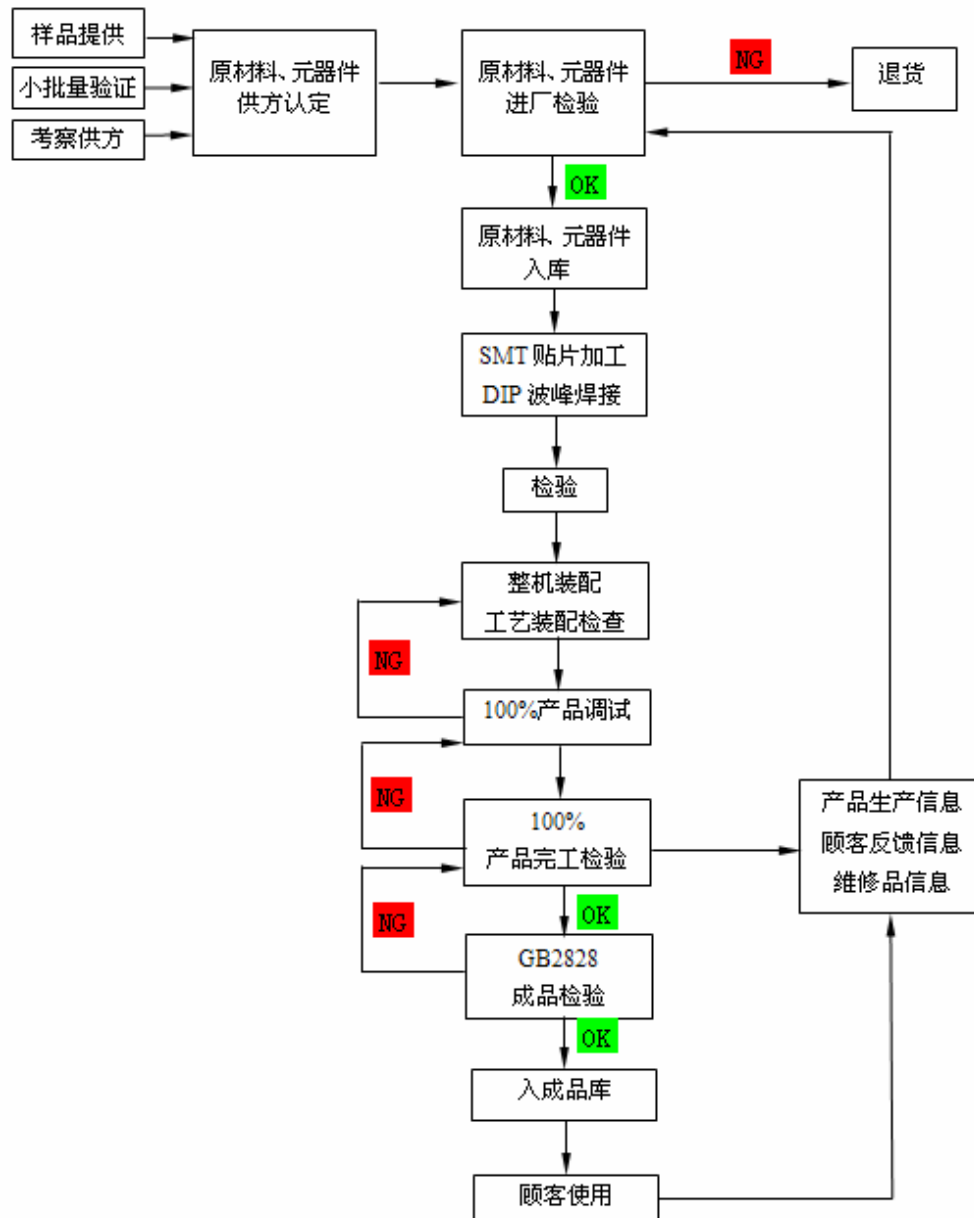 样品提供
小批量验证
考察供方
原材料、元器件
供方认定
原材料、元器件
进厂检验
NG
退货
OK
原材料、元器件
入库
SMT 贴片加工
DIP 波峰焊接
检验
整机装配
工艺装配检查
NG
100%产品调试
NG
100%
产品完工检验
产品生产信息
顾客反馈信息
维修品信息
OK
NG
GB2828
成品检验
OK
入成品库
顾客使用